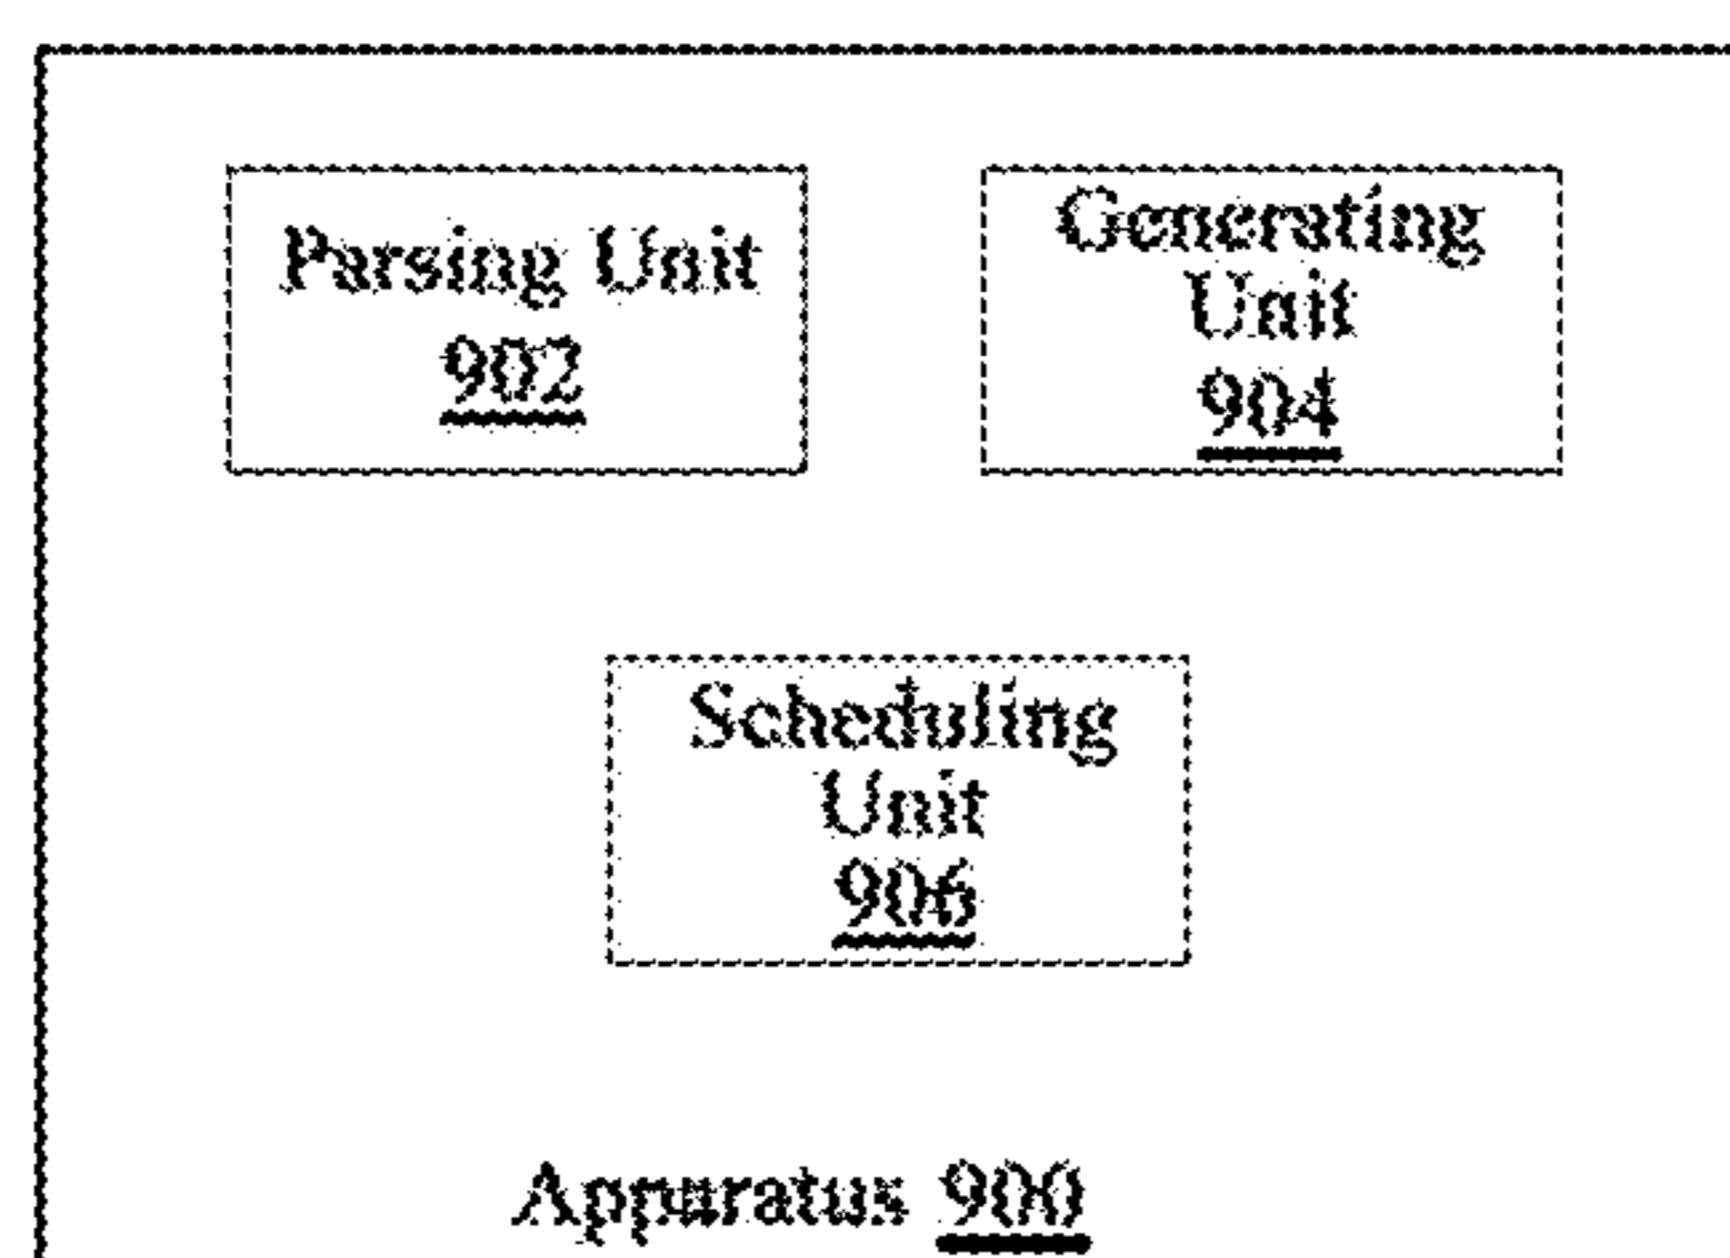 Parsing Unit
902
Generating
Unit
904
Scheduling
Unit
906
Apparatus 900